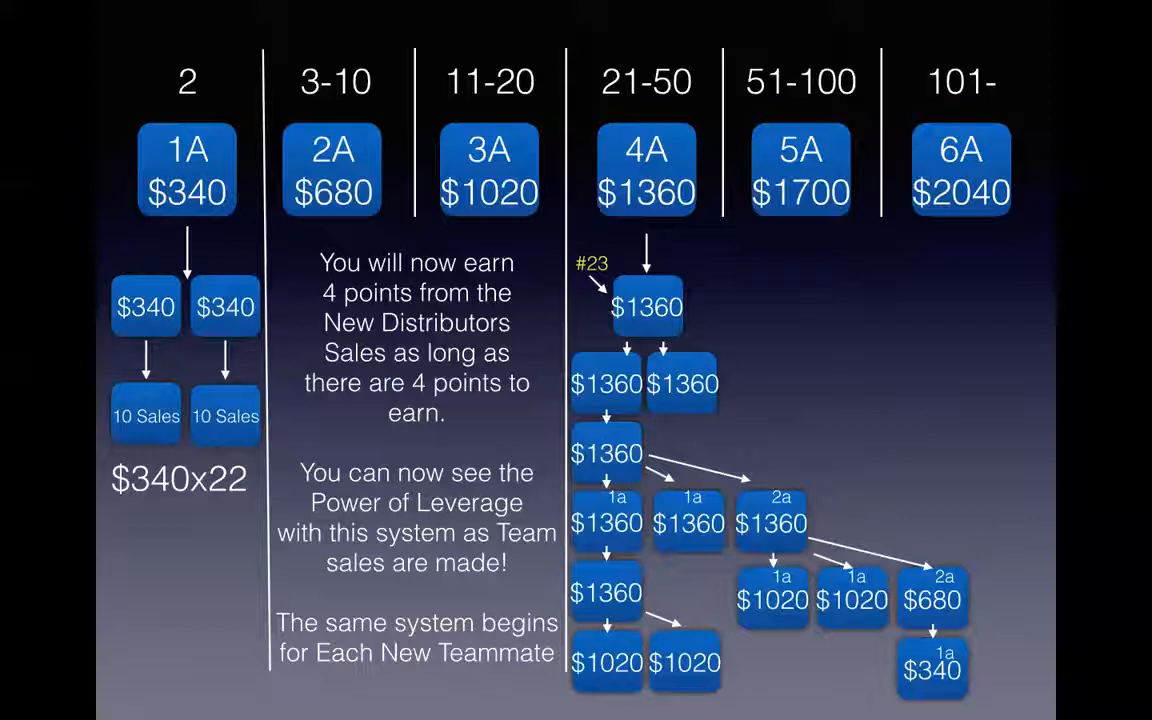 2
3-10
11-20
21-50
51-100
101-
1A
$340
2A
$680
3A
$1020
4A
$1360
5A
$1700
6A
$2040
$340
$340
10 Sales
10 Sales
$340x22
You will now earn
4 points from the
New Distributors
Sales as long as
there are 4 points to
earn.
You can now see the
Power of Leverage
with this system as Team
sales are made!
The same system begins
for Each New Teammate
#23
$1360
$1360
$1360
$1360
1a
$1360
1a
$1360
2a
$1360
$1360
1a
$1020
1a
$1020
2a
$680
$1020
$1020
1a
$340